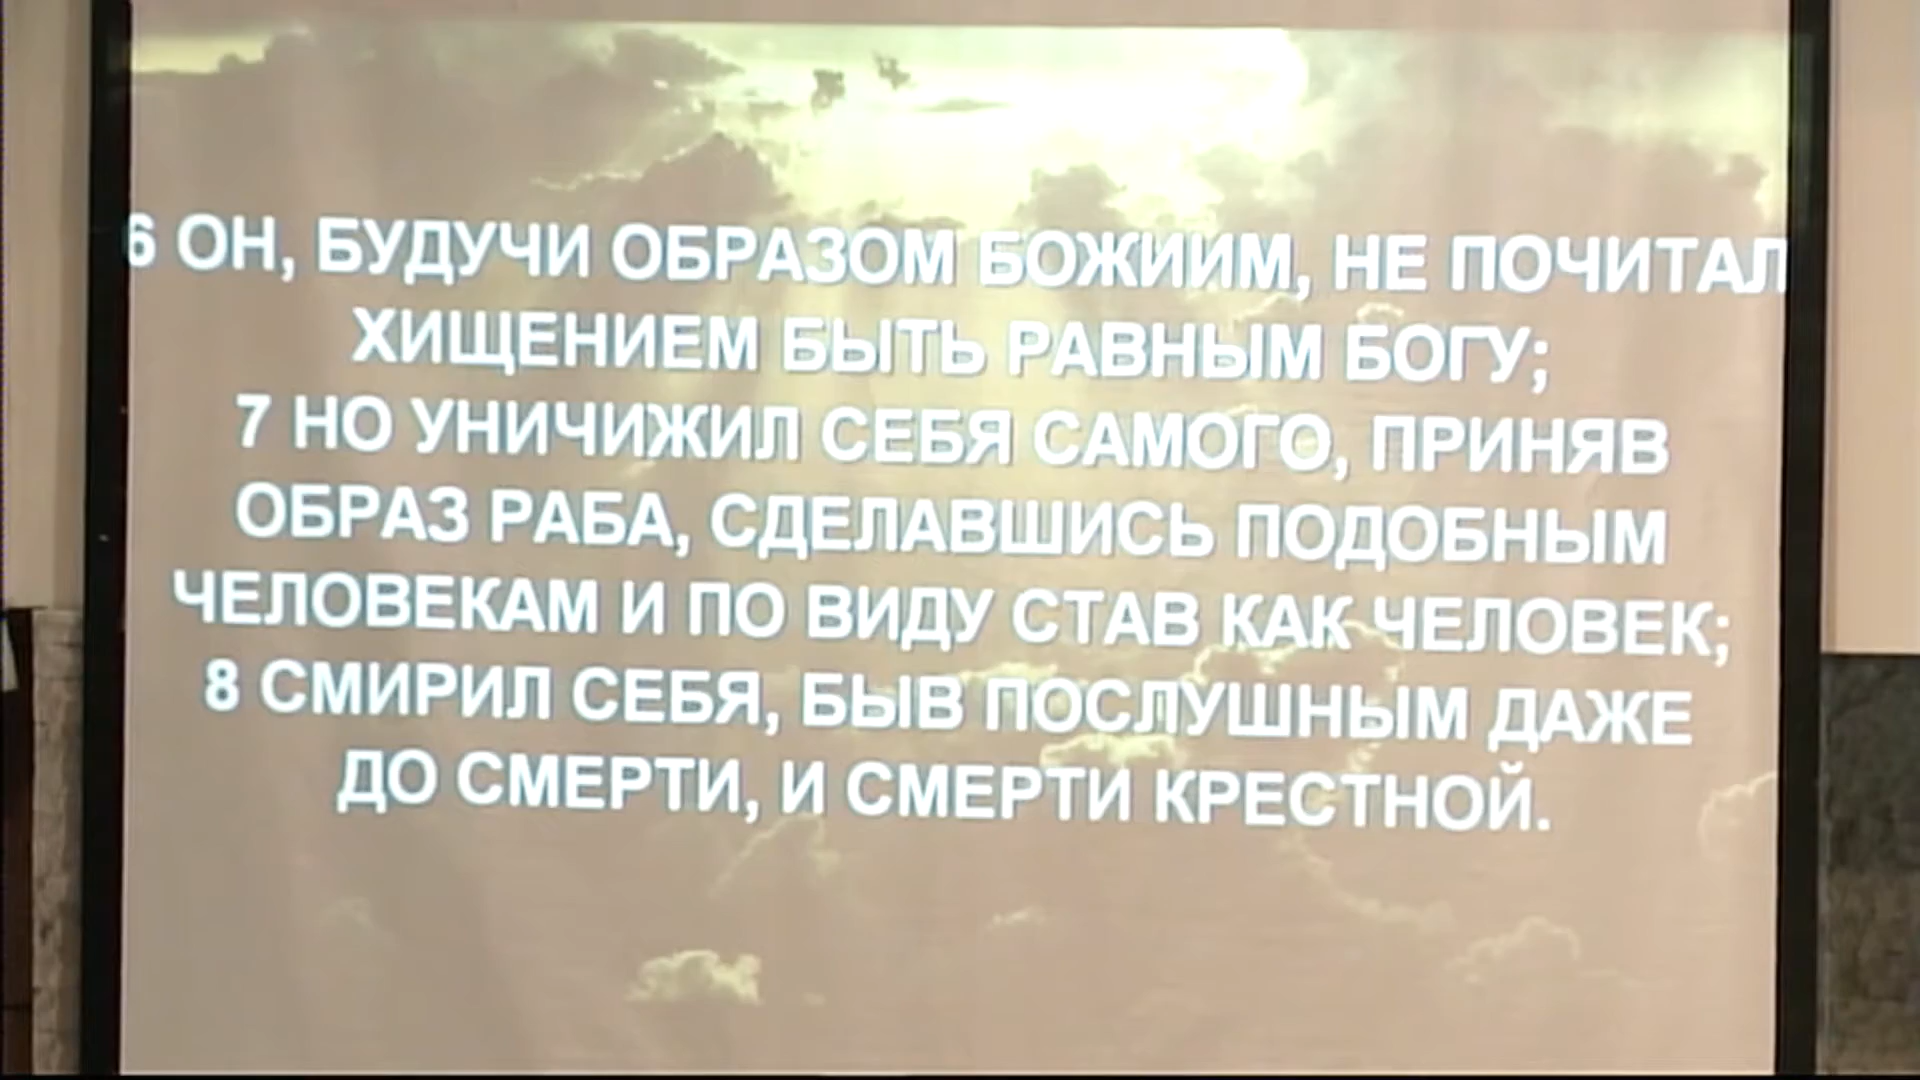 6 ОН, БУДУЧИ ОБРАЗОМ БОЖИИМ, НЕ ПОЧИТАЛ
ХИЩЕНИЕМ БЫТЬ РАВНЫМ БОГУ;
7 НО УНИЧИЖИЛ СЕБЯ САМОГО, ПРИНЯВ
ОБРАЗ РАБА, СДЕЛАВШИСЬ ПОДОБНЫМ
ЧЕЛОВЕКАМ И ПО ВИДУ СТАВ КАК ЧЕЛОВЕК;
8 СМИРИЛ СЕБЯ, БЫВ ПОСЛУШНЫМ ДАЖЕ
ДО СМЕРТИ, И СМЕРТИ КРЕСТНОЙ.